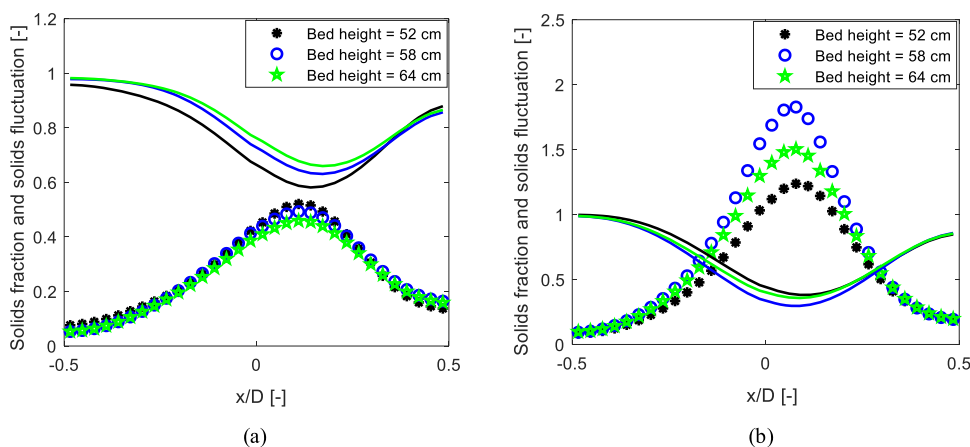 Solids fraction and solids fluctuation [-]
1.2
1
0.8
0.6
0.4
0.2
0
-0.5
0
0.5
x/D [-]
Bed height = 52 cm
Bed height = 58 cm
Bed height = 64 cm
(a)
Solids fraction and solids fluctuation [-]
2.5
2
1.5
1
0.5
0
-0.5
0
0.5
x/D [-]
Bed height = 52 cm
Bed height = 58 cm
Bed height = 64 cm
(b)